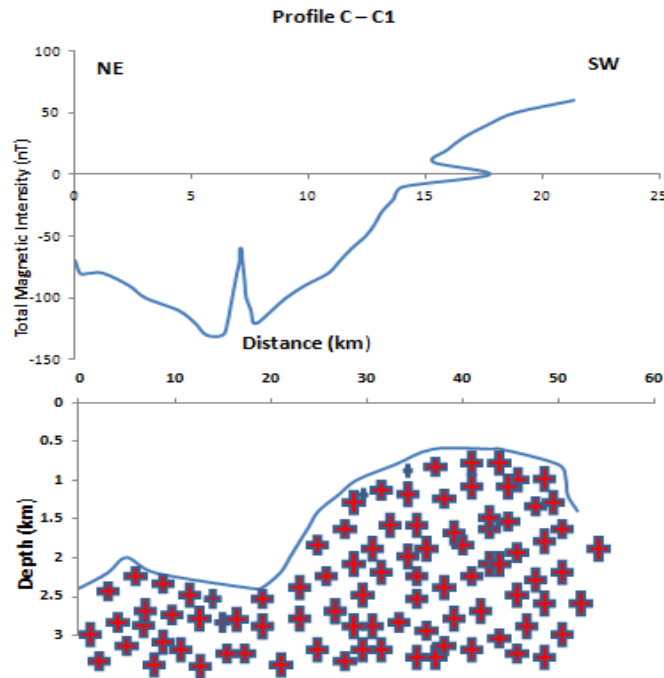 Profile C – C1
100
NE
SW
50
0
0 5 10 15 20 25
-50
-100
-150
Total Magnetic Intensity (nT)
Distance (km)
0 10 20 30 40 50 60
0
0.5
1
1.5
2
2.5
3
Depth (km)